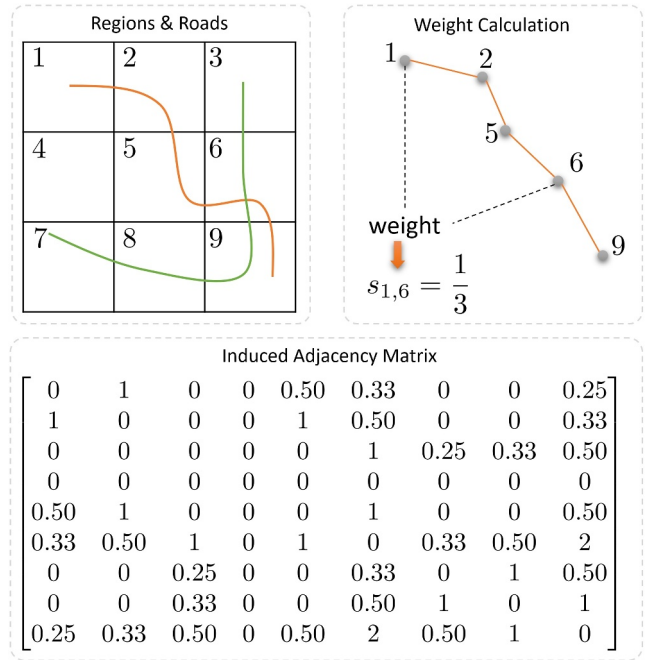 Regions & Roads
1 2 3
4 5 6
7 8 9
Weight Calculation
1
2
5
6
9
weight
s1,6 = 1/3
Induced Adjacency Matrix
0 1 0 0 0.50 0.33 0 0 0.25
1 0 0 0 1 0.50 0 0 0.33
0 0 0 0 0 1 0.25 0.33 0.50
0 0 0 0 0 0 0 0 0
0.50 1 0 0 0 1 0 0 0.50
0.33 0.50 1 0 1 0 0.33 0.50 2
0 0 0.25 0 0 0.33 0 1 0.50
0 0 0.33 0 0 0.50 1 0 1
0.25 0.33 0.50 0 0.50 2 0.50 1 0